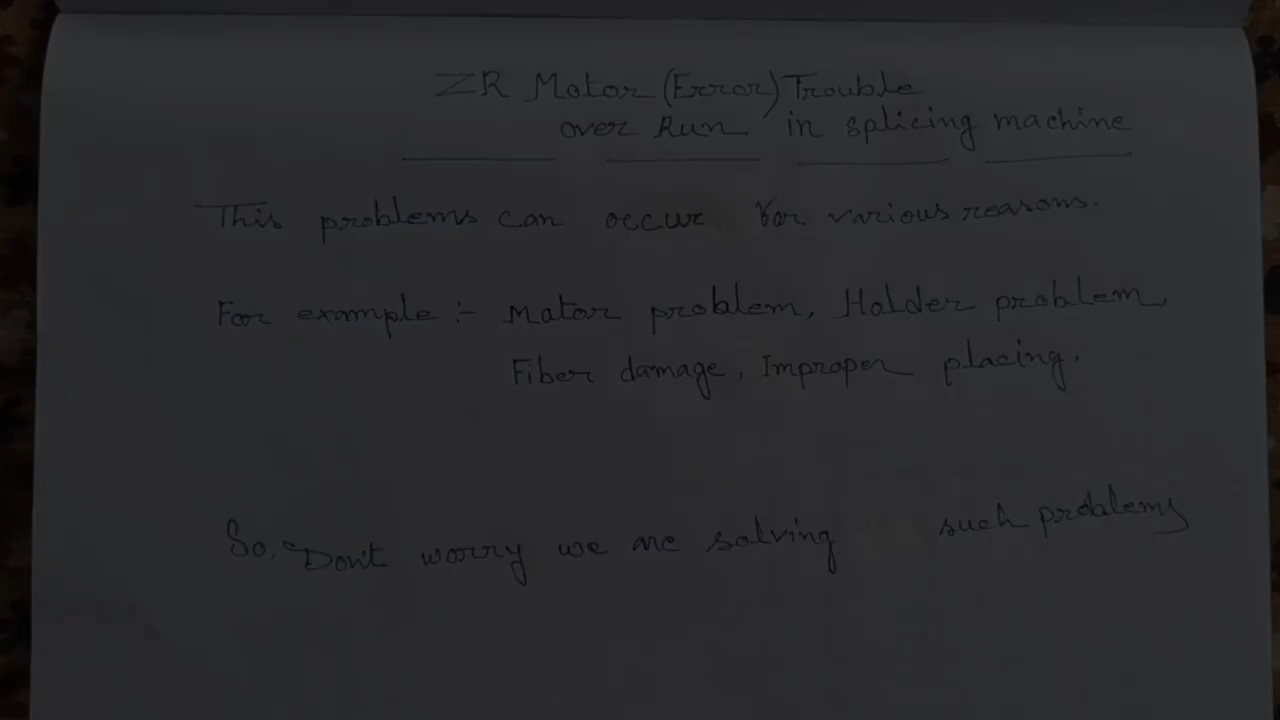 ZR Motor (Error) Trouble
over Run in splicing machine
This problems can occur for various reasons.
For example :- Motor problem, Holder problem,
Fiber damage, Improper placing.
So, Don't worry we are solving such problems